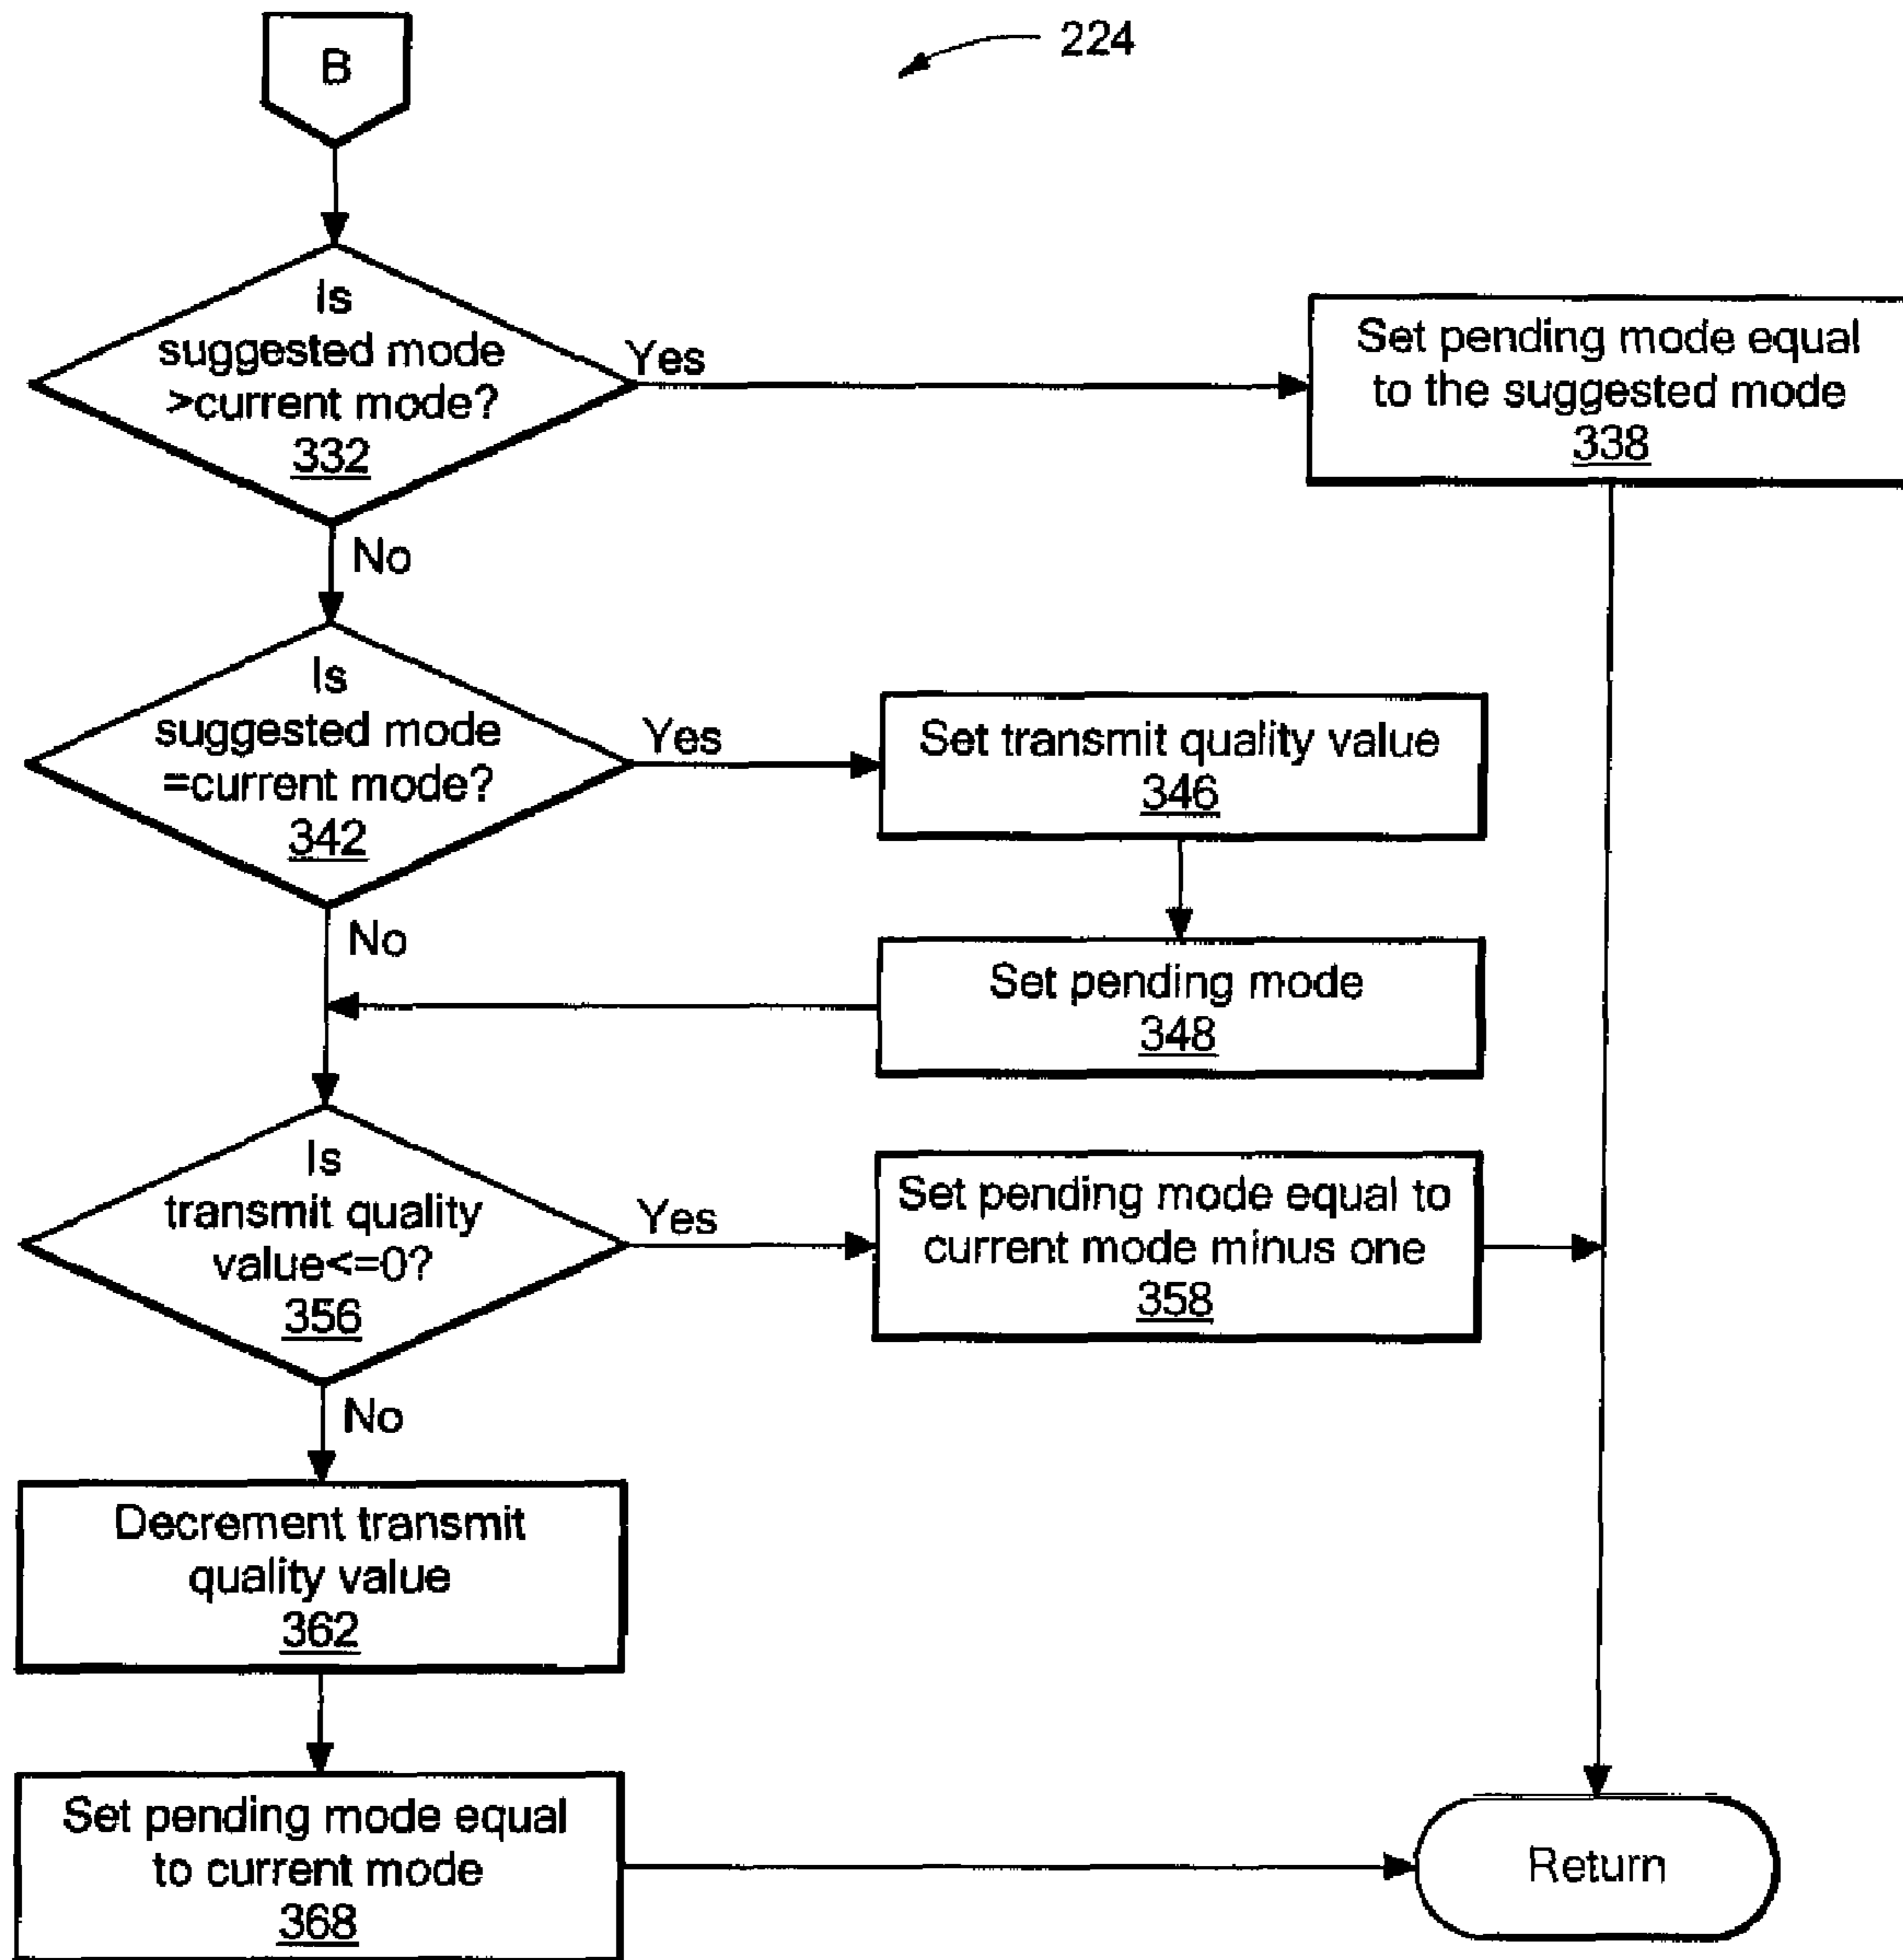 B
224
Is
suggested mode
>current mode?
332
Yes
Set pending mode equal
to the suggested mode
338
No
Is
suggested mode
=current mode?
342
Yes
Set transmit quality value
346
No
Set pending mode
348
Is
transmit quality
value<=0?
356
Yes
Set pending mode equal to
current mode minus one
358
No
Decrement transmit
quality value
362
Set pending mode equal
to current mode
368
Return